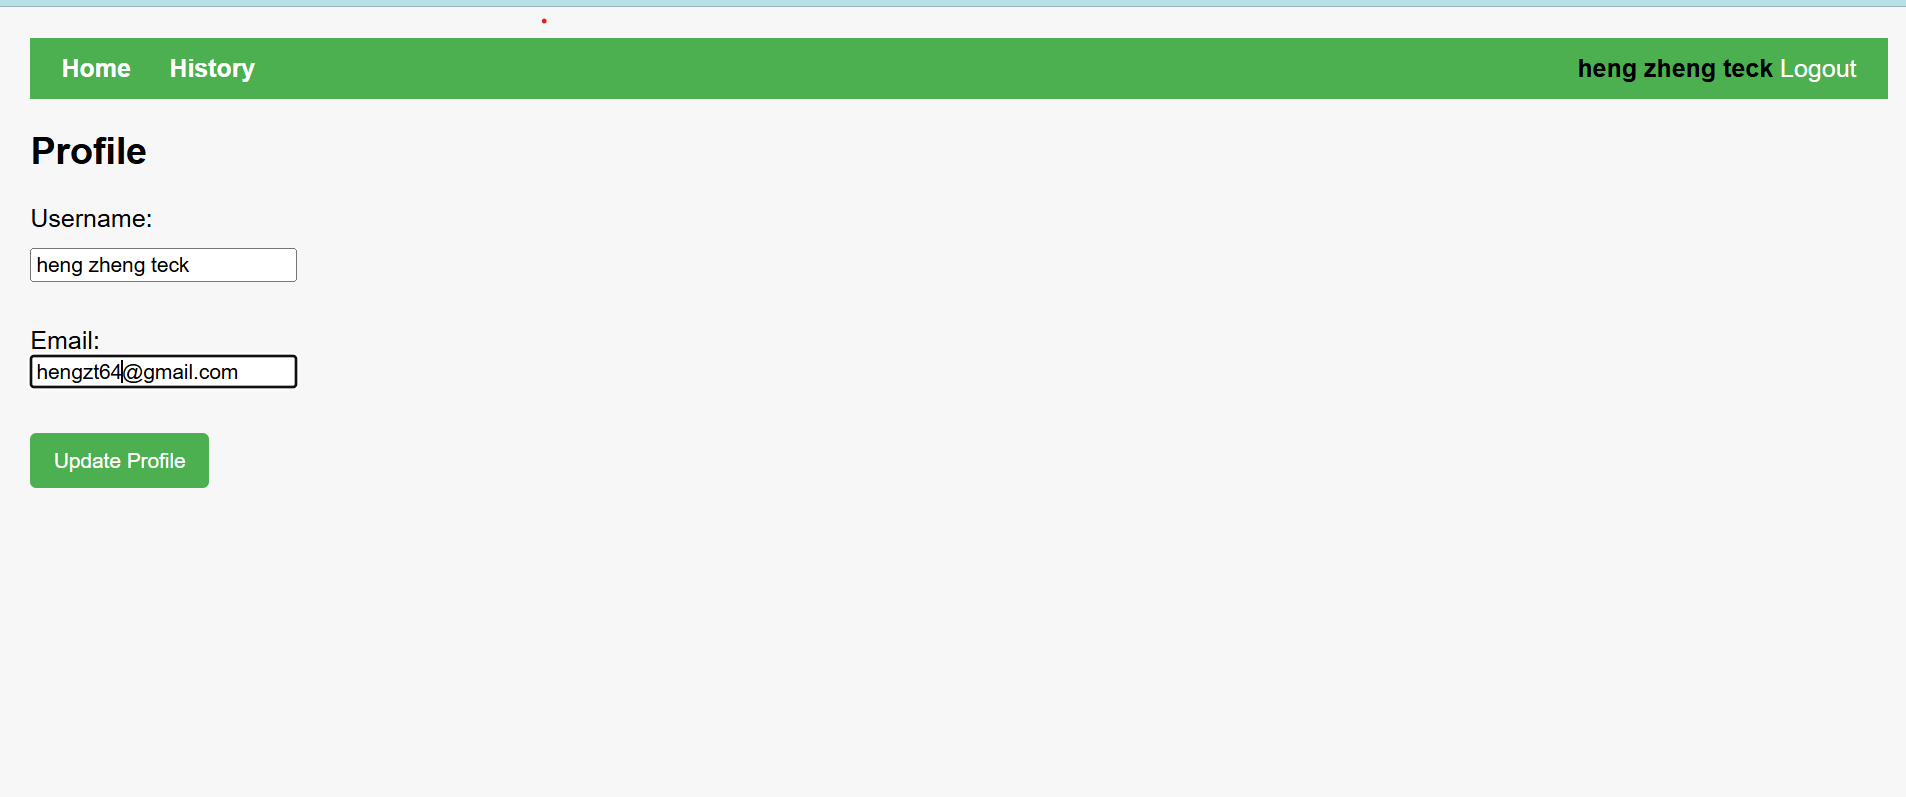 Home History heng zheng teck Logout
Profile
Username:
heng zheng teck
Email:
hengzt64@gmail.com
Update Profile